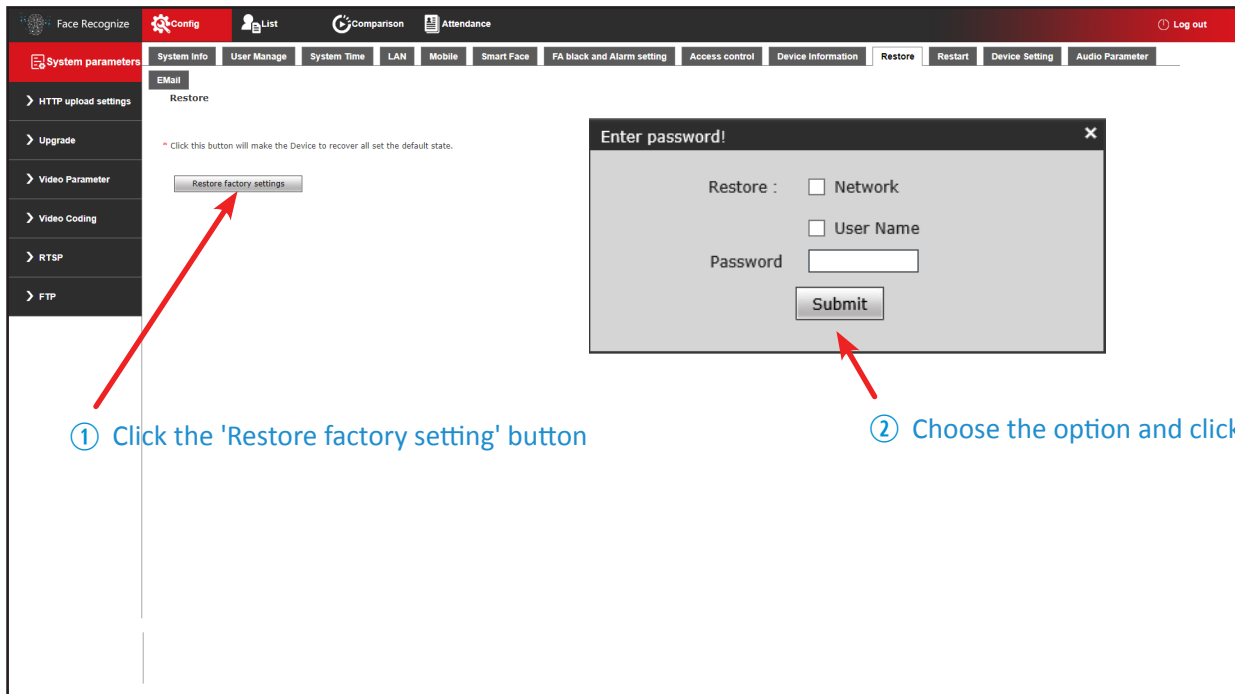 Face Recognize Config List Comparison Attendance Log out
System parameters
System Info User Manage System Time LAN Mobile Smart Face FA black and Alarm setting Access control Device Information Restore Restart Device Setting Audio Parameter
EMail
HTTP upload settings
Upgrade
Video Parameter
Video Coding
RTSP
FTP
Restore
* Click this button will make the Device to recover all set the default state.
Restore factory settings
Enter password! ×
Restore : Network
User Name
Password
Submit
① Click the 'Restore factory setting' button
② Choose the option and click